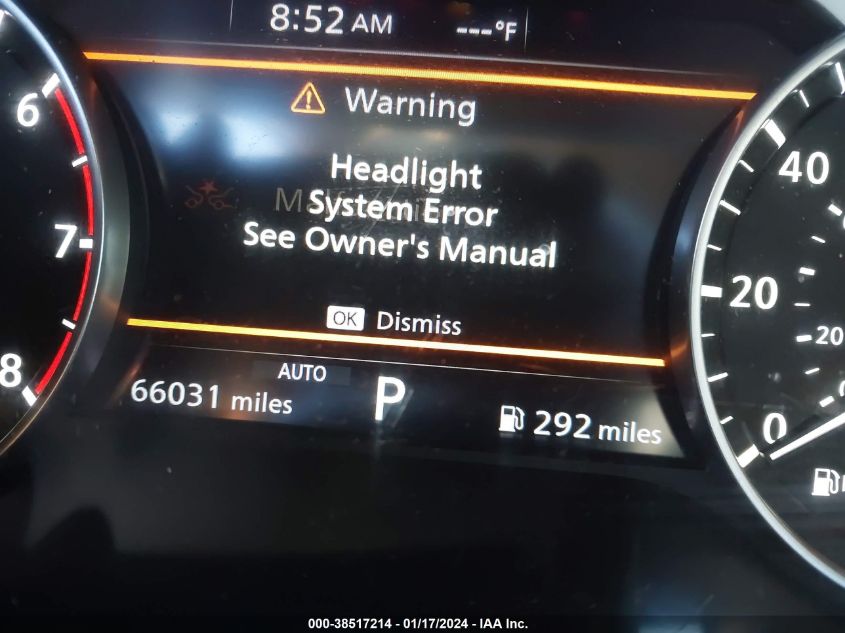 8:52 AM ---°F
Warning
Headlight
System Error
See Owner's Manual
OK Dismiss
AUTO
66031 miles P 292 miles
6
7
8
40
20
20
0
000-38517214 - 01/17/2024 - IAA Inc.